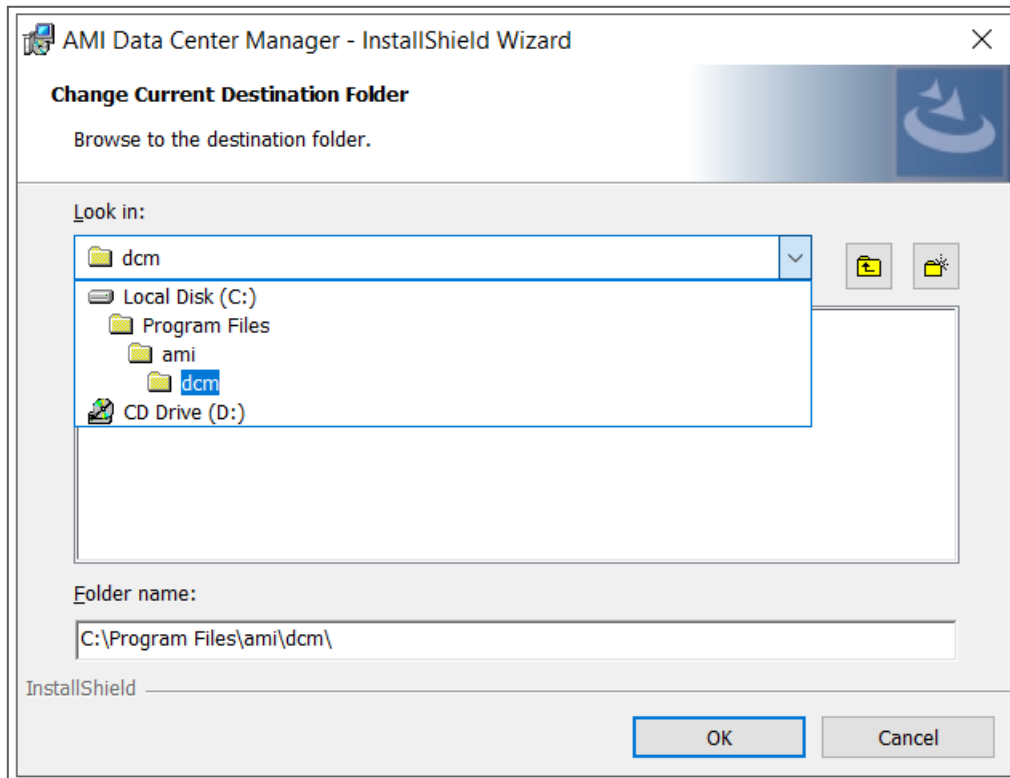 AMI Data Center Manager - InstallShield Wizard
Change Current Destination Folder
Browse to the destination folder.
Look in:
dcm
Local Disk (C:)
Program Files
ami
dcm
CD Drive (D:)
Folder name:
C:\Program Files\ami\dcm\
InstallShield
OK Cancel